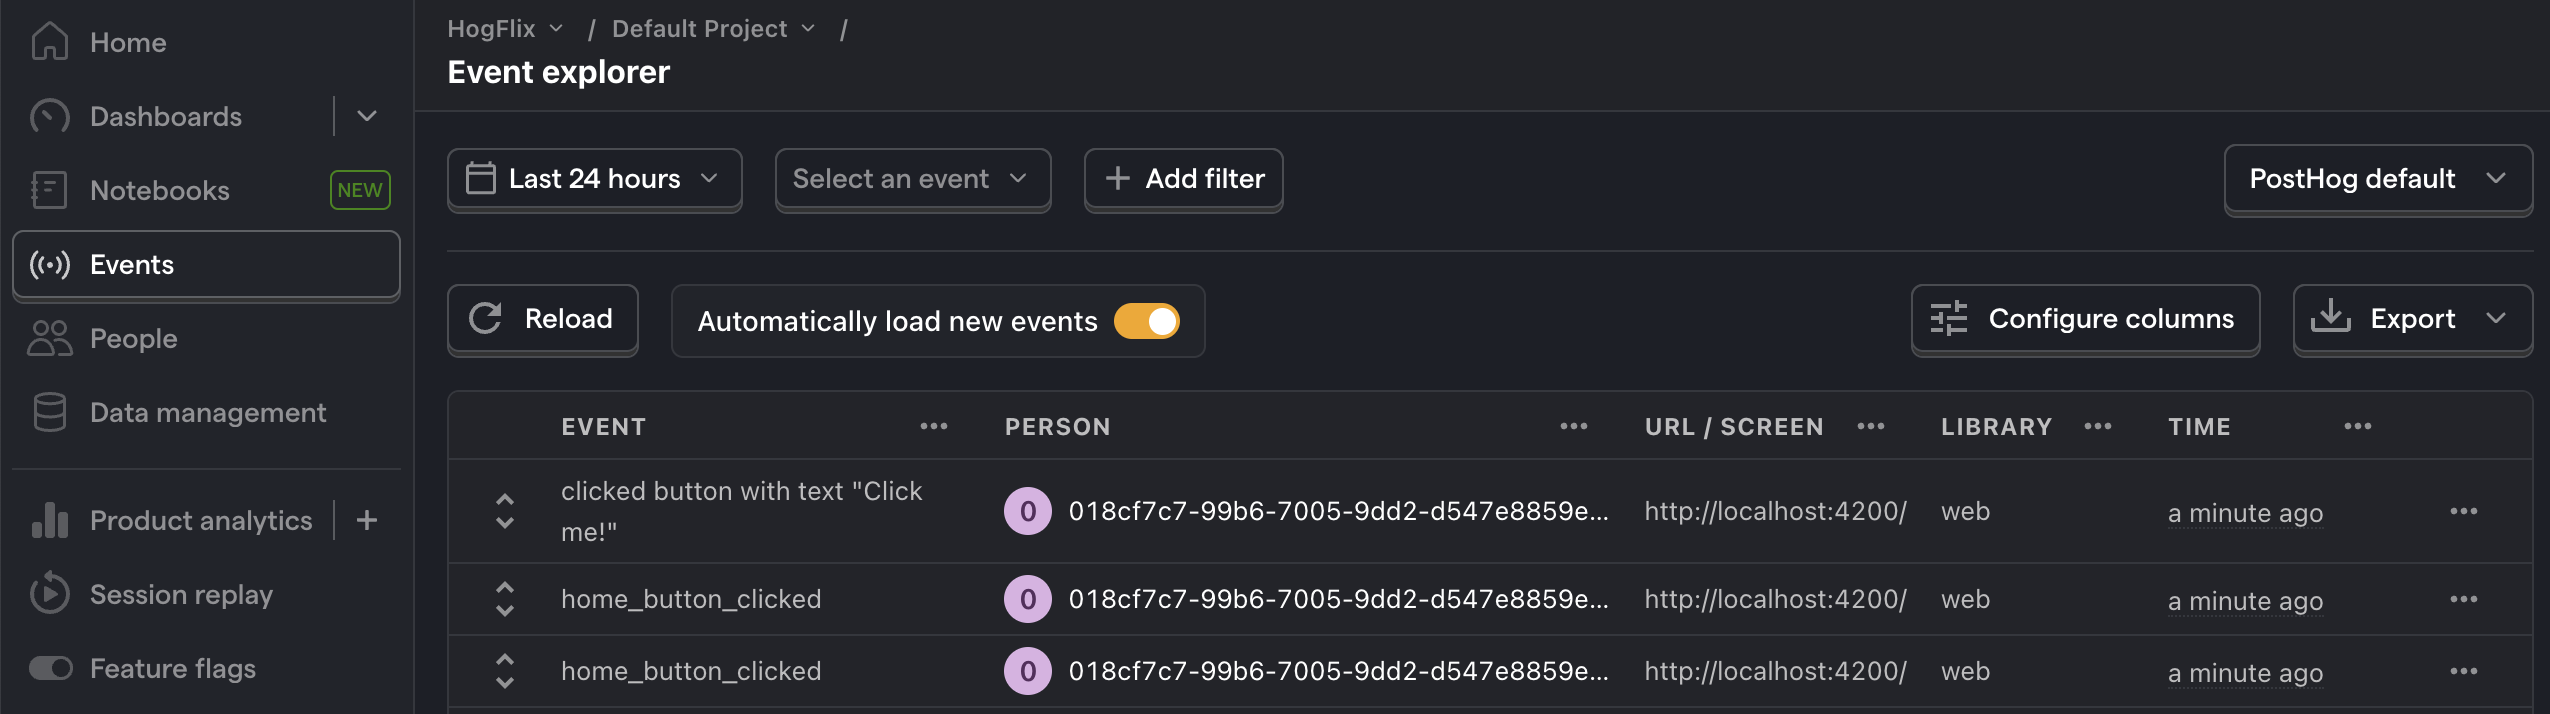 Home
Dashboards
Notebooks NEW
Events
People
Data management
Product analytics
Session replay
Feature flags
HogFlix / Default Project /
Event explorer
Last 24 hours Select an event + Add filter PostHog default
Reload Automatically load new events Configure columns Export
EVENT ••• PERSON ••• URL / SCREEN ••• LIBRARY ••• TIME •••
clicked button with text "Click
me!" 0 018cf7c7-99b6-7005-9dd2-d547e8859e... http://localhost:4200/ web a minute ago •••
home_button_clicked 0 018cf7c7-99b6-7005-9dd2-d547e8859e... http://localhost:4200/ web a minute ago •••
home_button_clicked 0 018cf7c7-99b6-7005-9dd2-d547e8859e... http://localhost:4200/ web a minute ago •••